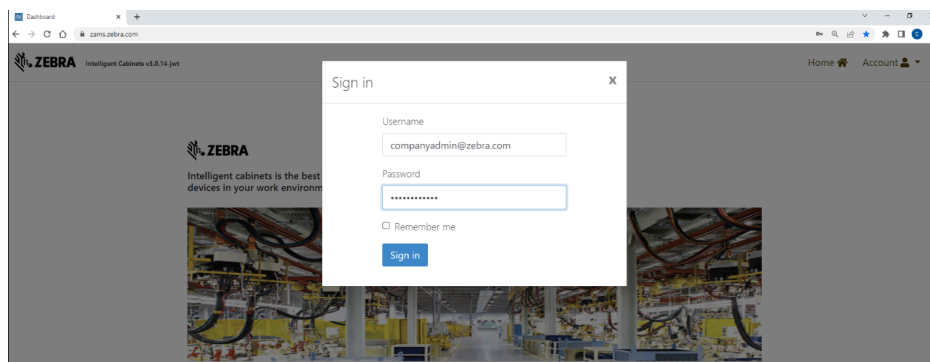 Dashboard
zams.zebra.com
ZEBRA Intelligent Cabinets v3.0.14-jwt
Home Account
Sign in x
Username
companyadmin@zebra.com
Password
••••••••••••
Remember me
Sign in
ZEBRA
Intelligent cabinets is the best
devices in your work environm